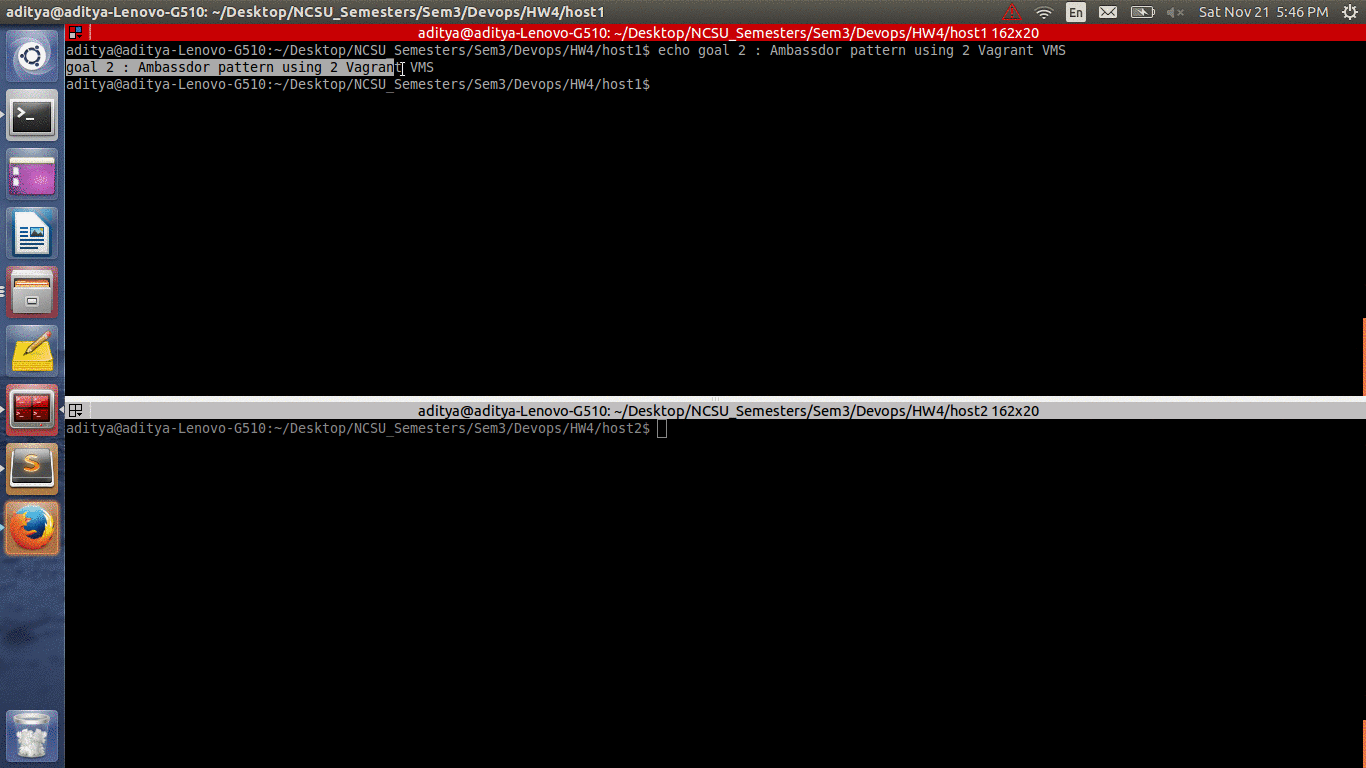 aditya@aditya-Lenovo-G510: ~/Desktop/NCSU_Semesters/Sem3/Devops/HW4/host1
En
Sat Nov 21 5:46 PM
aditya@aditya-Lenovo-G510: ~/Desktop/NCSU_Semesters/Sem3/Devops/HW4/host1 162x20
aditya@aditya-Lenovo-G510:~/Desktop/NCSU_Semesters/Sem3/Devops/HW4/host1$ echo goal 2 : Ambassdor pattern using 2 Vagrant VMS
goal 2 : Ambassdor pattern using 2 Vagrant VMS
aditya@aditya-Lenovo-G510:~/Desktop/NCSU_Semesters/Sem3/Devops/HW4/host1$
aditya@aditya-Lenovo-G510: ~/Desktop/NCSU_Semesters/Sem3/Devops/HW4/host2 162x20
aditya@aditya-Lenovo-G510:~/Desktop/NCSU_Semesters/Sem3/Devops/HW4/host2$